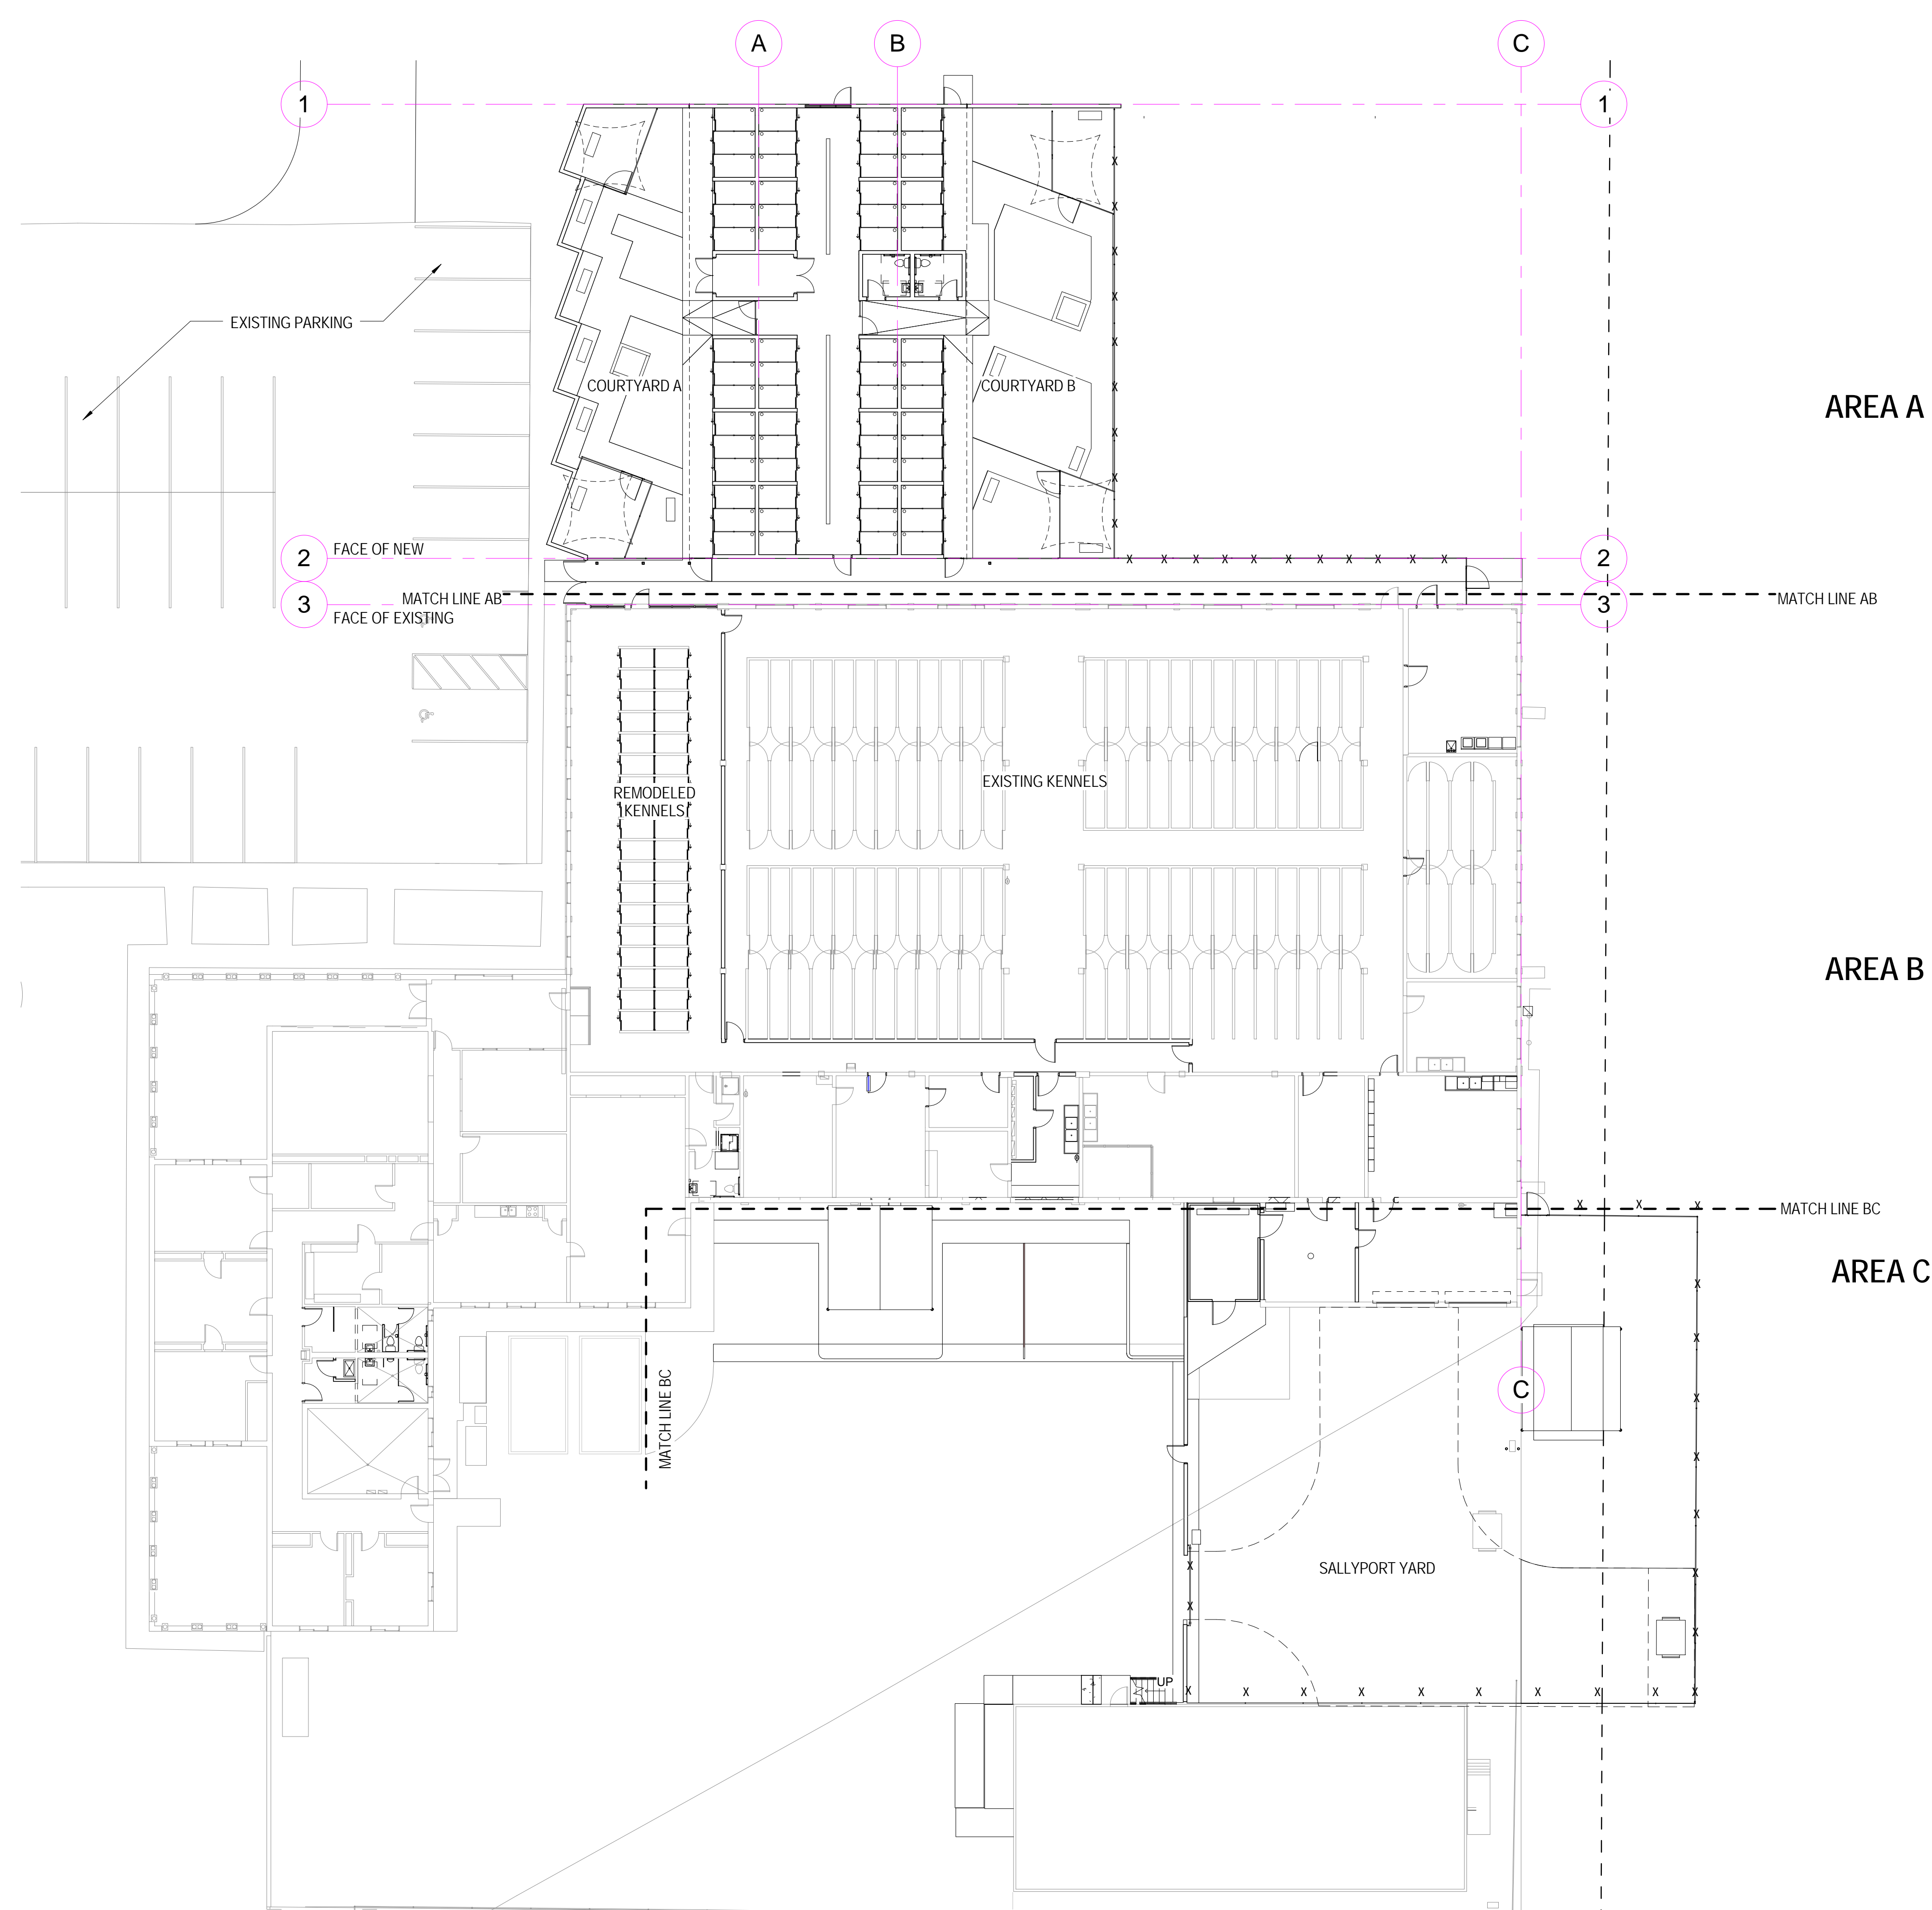 A
B
C
1
1
EXISTING PARKING
COURTYARD A
COURTYARD B
AREA A
2
FACE OF NEW
2
3
MATCH LINE AB
FACE OF EXISTING
3
MATCH LINE AB
REMODELED
KENNELS
EXISTING KENNELS
AREA B
MATCH LINE BC
AREA C
C
MATCH LINE BC
SALLYPORT YARD
UP